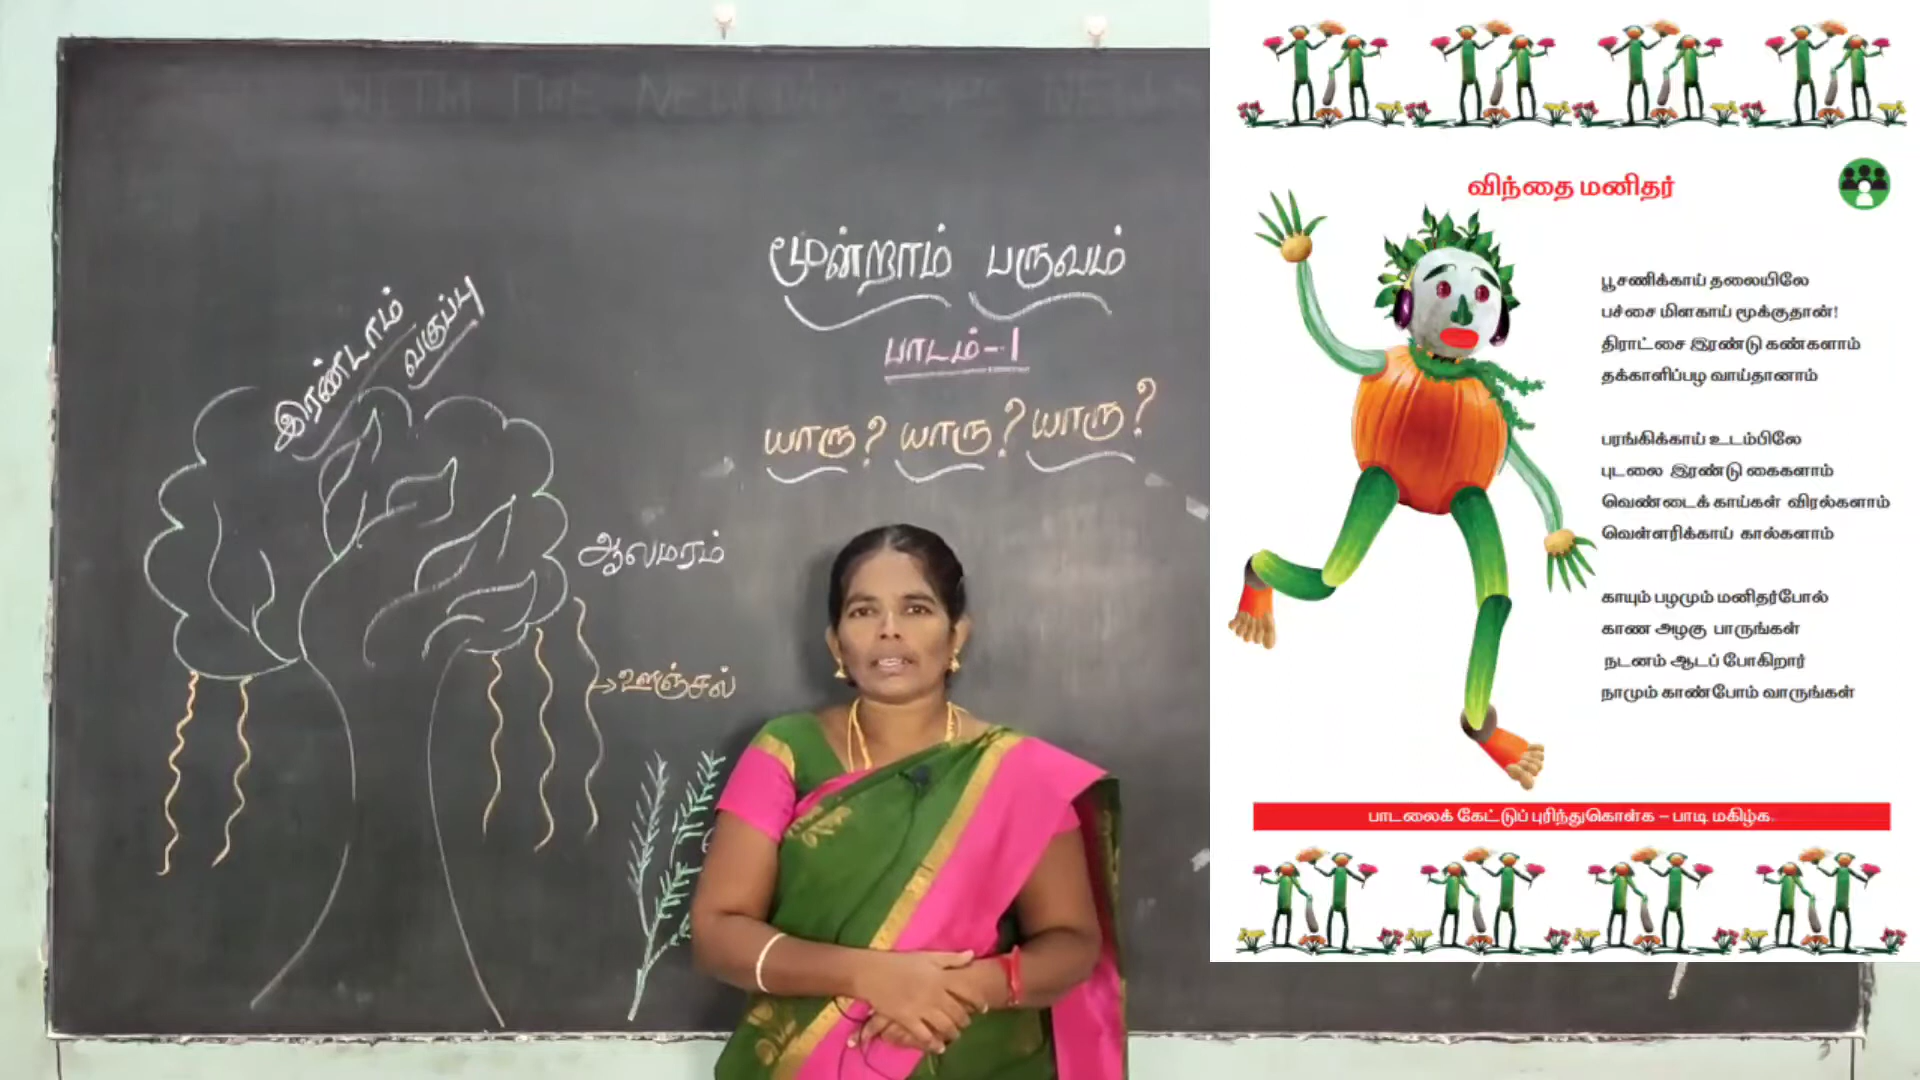 இரண்டாம்
வகுப்பு
மூன்றாம் பருவம்
பாடம்-1
யாரு? யாரு? யாரு?
ஆலமரம்
ஊஞ்சல்
விந்தை மனிதர்
பூசணிக்காய் தலையிலே
பச்சை மிளகாய் மூக்குதான்!
திராட்சை இரண்டு கண்களாம்
தக்காளிப்பழ வாய்தானாம்
பரங்கிக்காய் உடம்பிலே
புடலை இரண்டு கைகளாம்
வெண்டைக் காய்கள் விரல்களாம்
வெள்ளரிக்காய் கால்களாம்
காயும் பழமும் மனிதர்போல்
காண அழகு பாருங்கள்
நடனம் ஆடப் போகிறார்
நாமும் காண்போம் வாருங்கள்
பாடலைக் கேட்டுப் புரிந்துகொள்க – பாடி மகிழ்க.